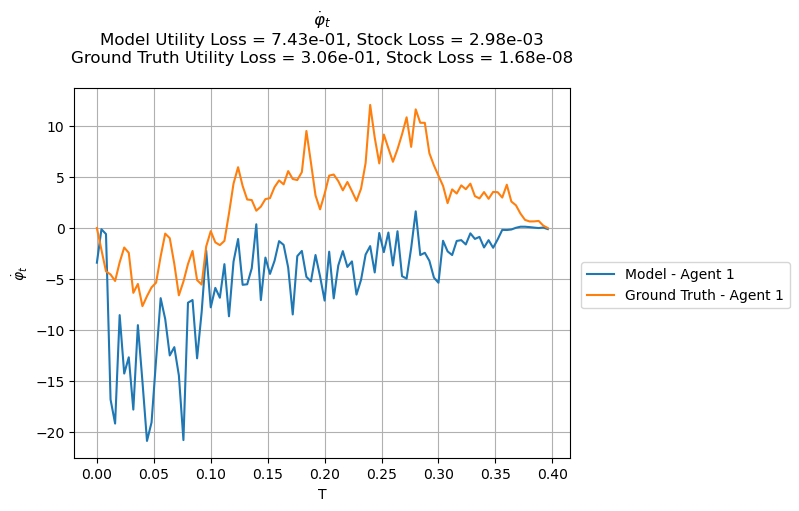 φ̇ₜ
Model Utility Loss = 7.43e-01, Stock Loss = 2.98e-03
Ground Truth Utility Loss = 3.06e-01, Stock Loss = 1.68e-08
10
5
0
−5
−10
−15
−20
φ̇ₜ
0.00 0.05 0.10 0.15 0.20 0.25 0.30 0.35 0.40
T
Model - Agent 1
Ground Truth - Agent 1